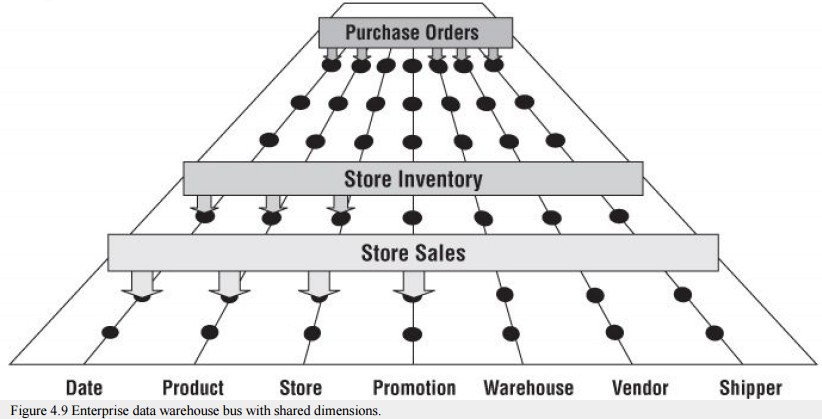 Purchase Orders
Store Inventory
Store Sales
Date Product Store Promotion Warehouse Vendor Shipper
Figure 4.9 Enterprise data warehouse bus with shared dimensions.